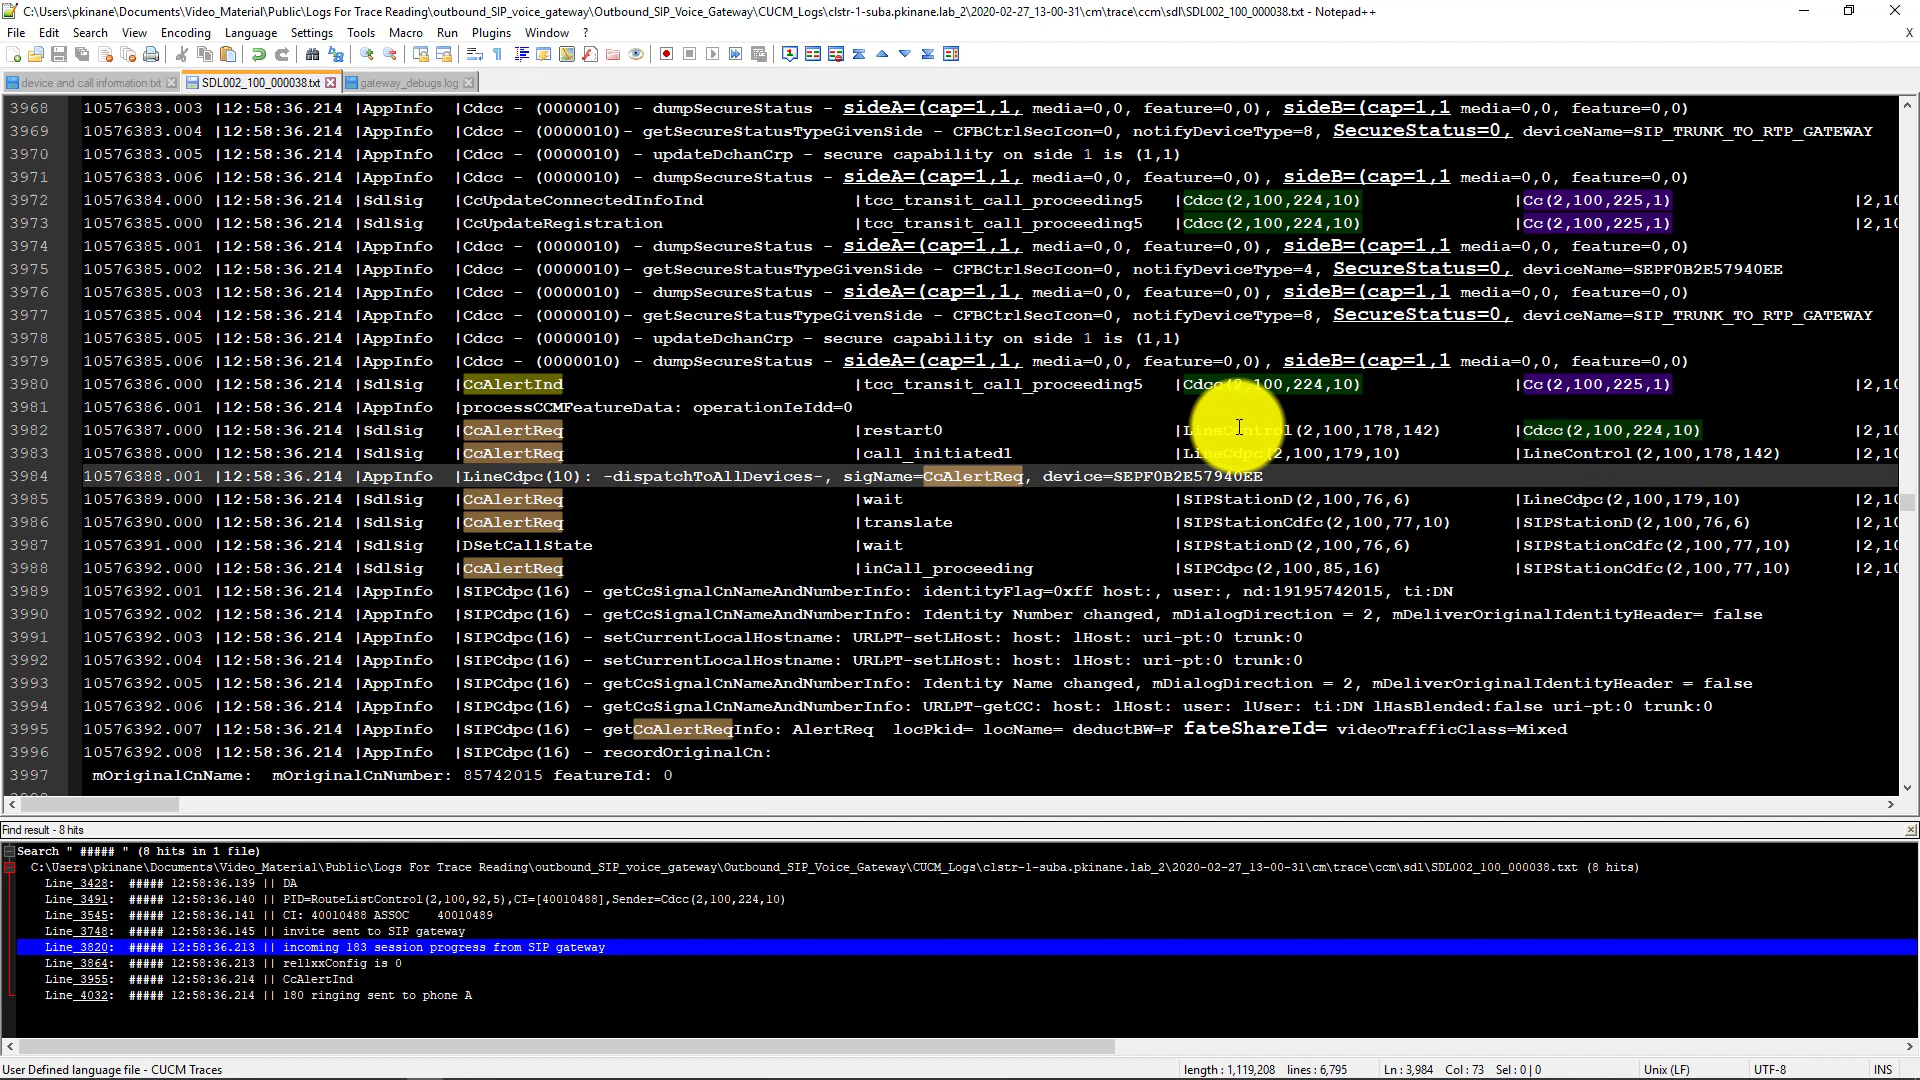 C:\Users\pkinane\Documents\Video_Material\Public\Logs For Trace Reading\outbound_SIP_voice_gateway\Outbound_SIP_Voice_Gateway\CUCM_Logs\clstr-1-suba.pkinane.lab_2\2020-02-27_13-00-31\cm\trace\ccm\sdl\SDL002_100_000038.txt - Notepad++
File Edit Search View Encoding Language Settings Tools Macro Run Plugins Window ? X
device and call infomation.txt SDL002_100_000038.txt gateway_debugs.log
3968 10576383.003 |12:58:36.214 |AppInfo |Cdcc - (0000010) - dumpSecureStatus - sideA=(cap=1,1, media=0,0, feature=0,0), sideB=(cap=1,1 media=0,0, feature=0,0)
3969 10576383.004 |12:58:36.214 |AppInfo |Cdcc - (0000010)- getSecureStatusTypeGivenSide - CFBCtrlSecIcon=0, notifyDeviceType=8, SecureStatus=0, deviceName=SIP_TRUNK_TO_RTP_GATEWAY
3970 10576383.005 |12:58:36.214 |AppInfo |Cdcc - (0000010) - updateDchanCrp - secure capability on side 1 is (1,1)
3971 10576383.006 |12:58:36.214 |AppInfo |Cdcc - (0000010) - dumpSecureStatus - sideA=(cap=1,1, media=0,0, feature=0,0), sideB=(cap=1,1 media=0,0, feature=0,0)
3972 10576384.000 |12:58:36.214 |SdlSig |CcUpdateConnectedInfoInd |tcc_transit_call_proceeding5 |Cdcc(2,100,224,10) |Cc(2,100,225,1) |2,10
3973 10576385.000 |12:58:36.214 |SdlSig |CcUpdateRegistration |tcc_transit_call_proceeding5 |Cdcc(2,100,224,10) |Cc(2,100,225,1) |2,10
3974 10576385.001 |12:58:36.214 |AppInfo |Cdcc - (0000010) - dumpSecureStatus - sideA=(cap=1,1, media=0,0, feature=0,0), sideB=(cap=1,1 media=0,0, feature=0,0)
3975 10576385.002 |12:58:36.214 |AppInfo |Cdcc - (0000010)- getSecureStatusTypeGivenSide - CFBCtrlSecIcon=0, notifyDeviceType=4, SecureStatus=0, deviceName=SEPF0B2E57940EE
3976 10576385.003 |12:58:36.214 |AppInfo |Cdcc - (0000010) - dumpSecureStatus - sideA=(cap=1,1, media=0,0, feature=0,0), sideB=(cap=1,1 media=0,0, feature=0,0)
3977 10576385.004 |12:58:36.214 |AppInfo |Cdcc - (0000010)- getSecureStatusTypeGivenSide - CFBCtrlSecIcon=0, notifyDeviceType=8, SecureStatus=0, deviceName=SIP_TRUNK_TO_RTP_GATEWAY
3978 10576385.005 |12:58:36.214 |AppInfo |Cdcc - (0000010) - updateDchanCrp - secure capability on side 1 is (1,1)
3979 10576385.006 |12:58:36.214 |AppInfo |Cdcc - (0000010) - dumpSecureStatus - sideA=(cap=1,1, media=0,0, feature=0,0), sideB=(cap=1,1 media=0,0, feature=0,0)
3980 10576386.000 |12:58:36.214 |SdlSig |CcAlertInd |tcc_transit_call_proceeding5 |Cdcc(2,100,224,10) |Cc(2,100,225,1) |2,10
3981 10576386.001 |12:58:36.214 |AppInfo |processCCMFeatureData: operationIeIdd=0
3982 10576387.000 |12:58:36.214 |SdlSig |CcAlertReq |restart0 |LineControl(2,100,178,142) |Cdcc(2,100,224,10) |2,10
3983 10576388.000 |12:58:36.214 |SdlSig |CcAlertReq |call_initiated1 |LineCdpc(2,100,179,10) |LineControl(2,100,178,142) |2,10
3984 10576388.001 |12:58:36.214 |AppInfo |LineCdpc(10): -dispatchToAllDevices-, sigName=CcAlertReq, device=SEPF0B2E57940EE
3985 10576389.000 |12:58:36.214 |SdlSig |CcAlertReq |wait |SIPStationD(2,100,76,6) |LineCdpc(2,100,179,10) |2,10
3986 10576390.000 |12:58:36.214 |SdlSig |CcAlertReq |translate |SIPStationCdfc(2,100,77,10) |SIPStationD(2,100,76,6) |2,10
3987 10576391.000 |12:58:36.214 |SdlSig |DSetCallState |wait |SIPStationD(2,100,76,6) |SIPStationCdfc(2,100,77,10) |2,10
3988 10576392.000 |12:58:36.214 |SdlSig |CcAlertReq |inCall_proceeding |SIPCdpc(2,100,85,16) |SIPStationCdfc(2,100,77,10) |2,10
3989 10576392.001 |12:58:36.214 |AppInfo |SIPCdpc(16) - getCcSignalCnNameAndNumberInfo: identityFlag=0xff host:, user:, nd:19195742015, ti:DN
3990 10576392.002 |12:58:36.214 |AppInfo |SIPCdpc(16) - getCcSignalCnNameAndNumberInfo: Identity Number changed, mDialogDirection = 2, mDeliverOriginalIdentityHeader= false
3991 10576392.003 |12:58:36.214 |AppInfo |SIPCdpc(16) - setCurrentLocalHostname: URLPT-setLHost: host: lHost: uri-pt:0 trunk:0
3992 10576392.004 |12:58:36.214 |AppInfo |SIPCdpc(16) - setCurrentLocalHostname: URLPT-setLHost: host: lHost: uri-pt:0 trunk:0
3993 10576392.005 |12:58:36.214 |AppInfo |SIPCdpc(16) - getCcSignalCnNameAndNumberInfo: Identity Name changed, mDialogDirection = 2, mDeliverOriginalIdentityHeader = false
3994 10576392.006 |12:58:36.214 |AppInfo |SIPCdpc(16) - getCcSignalCnNameAndNumberInfo: URLPT-getCC: host: lHost: user: lUser: ti:DN lHasBlended:false uri-pt:0 trunk:0
3995 10576392.007 |12:58:36.214 |AppInfo |SIPCdpc(16) - getCcAlertReqInfo: AlertReq locPkid= locName= deductBW=F fateShareId= videoTrafficClass=Mixed
3996 10576392.008 |12:58:36.214 |AppInfo |SIPCdpc(16) - recordOriginalCn:
3997 mOriginalCnName: mOriginalCnNumber: 85742015 featureId: 0
Find result - 8 hits
Search " ##### " (8 hits in 1 file)
C:\Users\pkinane\Documents\Video_Material\Public\Logs For Trace Reading\outbound_SIP_voice_gateway\Outbound_SIP_Voice_Gateway\CUCM_Logs\clstr-1-suba.pkinane.lab_2\2020-02-27_13-00-31\cm\trace\ccm\sdl\SDL002_100_000038.txt (8 hits)
Line 3428: ##### 12:58:36.139 || DA
Line 3491: ##### 12:58:36.140 || PID=RouteListControl(2,100,92,5),CI=[40010488],Sender=Cdcc(2,100,224,10)
Line 3545: ##### 12:58:36.141 || CI: 40010488 ASSOC 40010489
Line 3748: ##### 12:58:36.145 || invite sent to SIP gateway
Line 3820: ##### 12:58:36.213 || incoming 183 session progress from SIP gateway
Line 3864: ##### 12:58:36.213 || rel1xxConfig is 0
Line 3955: ##### 12:58:36.214 || CcAlertInd
Line 4032: ##### 12:58:36.214 || 180 ringing sent to phone A
User Defined language file - CUCM Traces length : 1,119,208 lines : 6,795 Ln : 3,984 Col : 73 Sel : 0 | 0 Unix (LF) UTF-8 INS